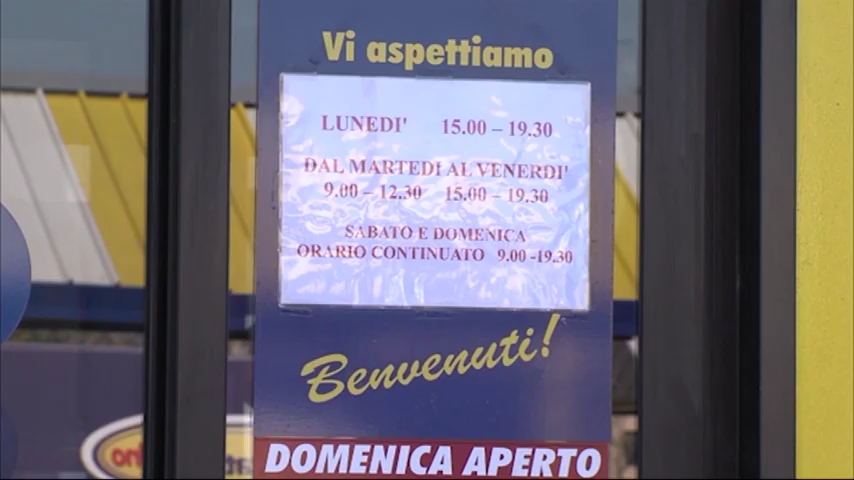 Vi aspettiamo
LUNEDI' 15.00 – 19.30
DAL MARTEDI AL VENERDI'
9.00 – 12.30 15.00 – 19.30
SABATO E DOMENICA
ORARIO CONTINUATO 9.00 -19.30
Benvenuti!
DOMENICA APERTO